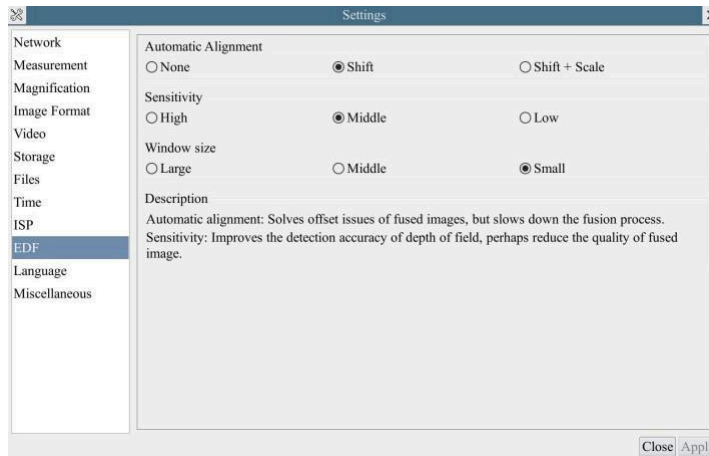 Settings
Network
Measurement
Magnification
Image Format
Video
Storage
Files
Time
ISP
EDF
Language
Miscellaneous
Automatic Alignment
None Shift Shift + Scale
Sensitivity
High Middle Low
Window size
Large Middle Small
Description
Automatic alignment: Solves offset issues of fused images, but slows down the fusion process.
Sensitivity: Improves the detection accuracy of depth of field, perhaps reduce the quality of fused
image.
Close Appl